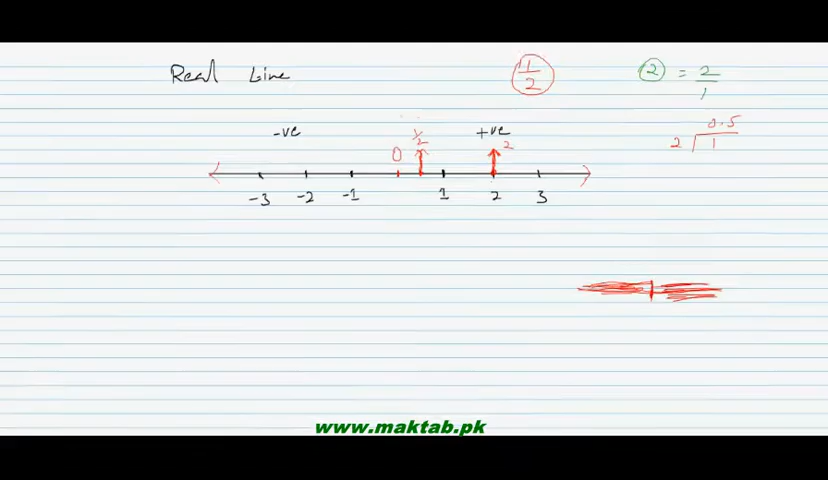 Real Line
1/2
2 = 2/1
-ve
+ve
0.5
2 1
0
1/2
2
-3 -2 -1 1 2 3
www.maktab.pk